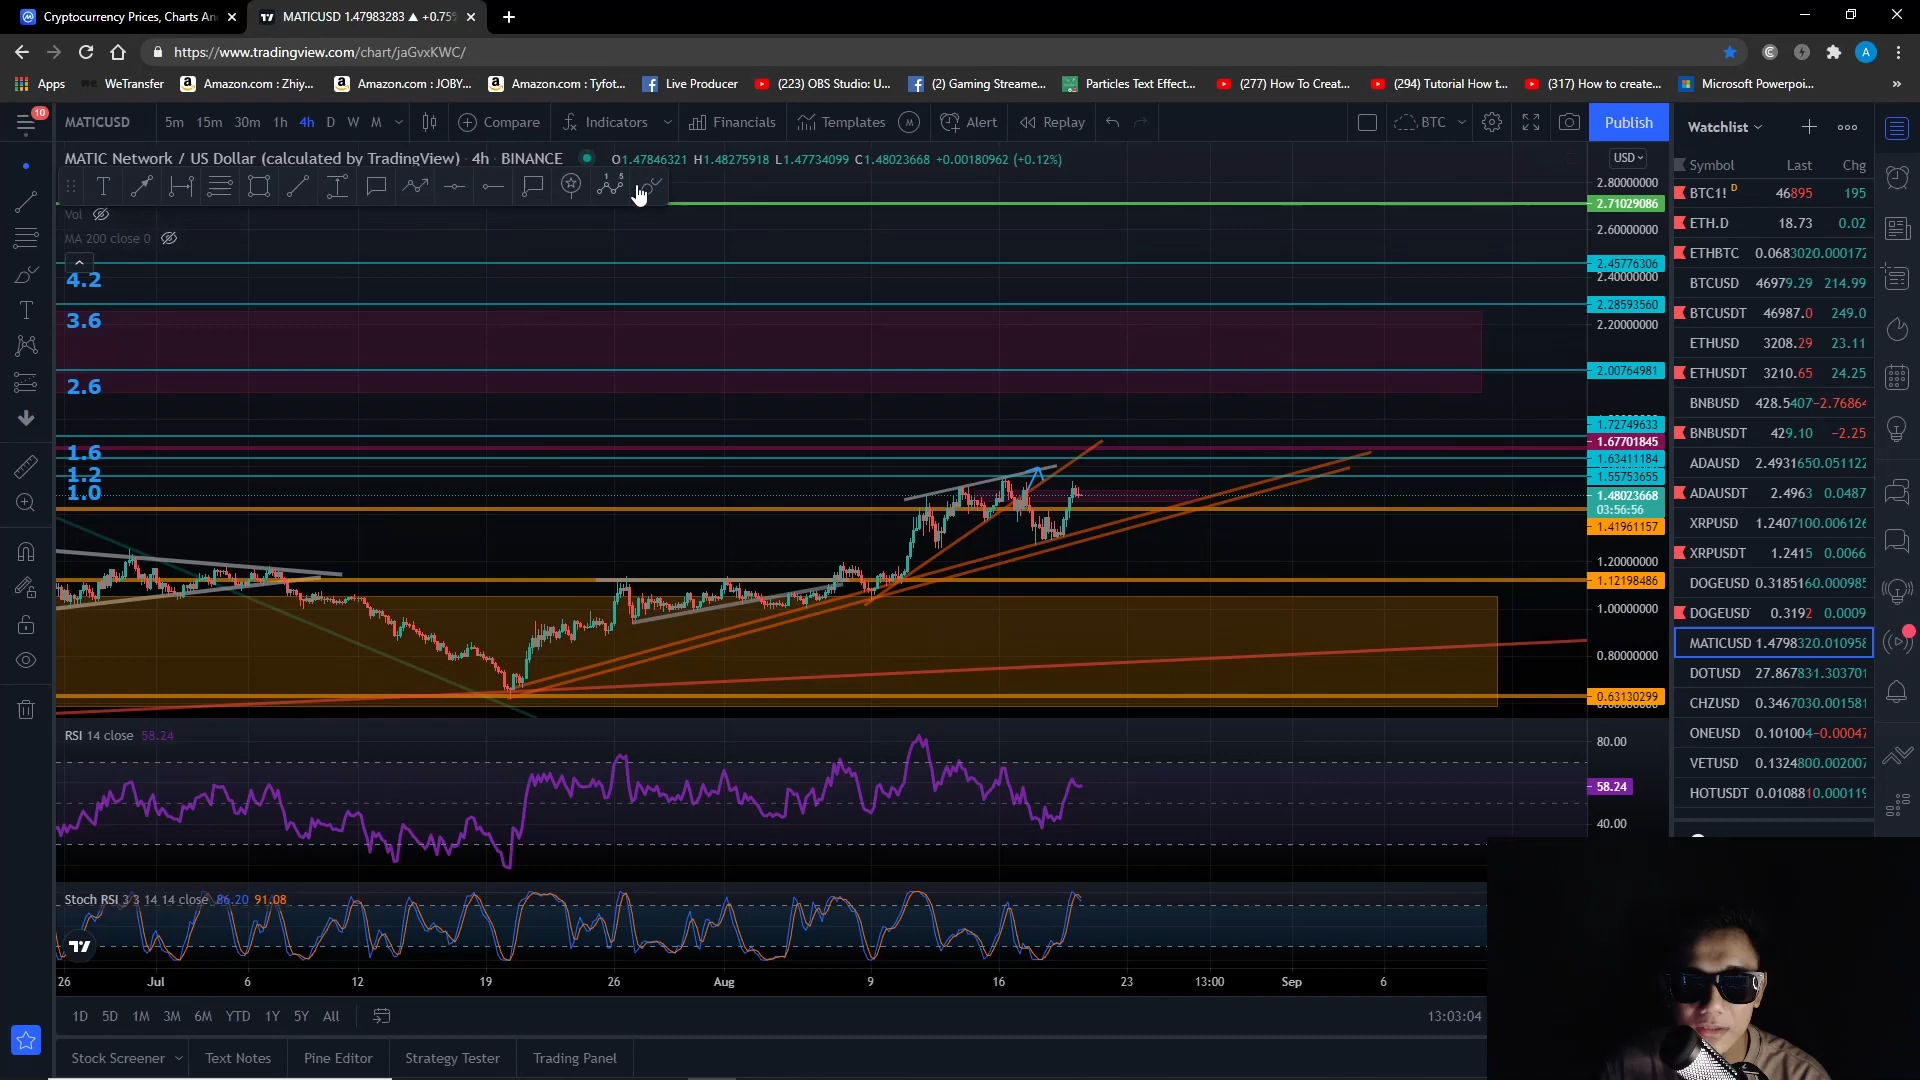 Cryptocurrency Prices, Charts An
MATICUSD 1.47983283 ▲ +0.75%
https://www.tradingview.com/chart/jaGvxKWC/
Apps
WeTransfer
Amazon.com : Zhiy...
Amazon.com : JOBY...
Amazon.com : Tyfot...
Live Producer
(223) OBS Studio: U...
(2) Gaming Streame...
Particles Text Effect...
(277) How To Creat...
(294) Tutorial How t...
(317) How to create...
Microsoft Powerpoi...
10
MATICUSD 5m 15m 30m 1h 4h D W M Compare Indicators Financials Templates M Alert Replay BTC Publish
MATIC Network / US Dollar (calculated by TradingView) · 4h · BINANCE O1.47846321 H1.48275918 L1.47734099 C1.48023668 +0.00180962 (+0.12%)
Vol
MA 200 close 0
4.2
3.6
2.6
1.6
1.2
1.0
USD
2.80000000
2.71029086
2.60000000
2.45776306
2.40000000
2.28593560
2.20000000
2.00764981
1.72749633
1.67701845
1.63411184
1.55753655
1.48023668
03:56:56
1.41961157
1.20000000
1.12198486
1.00000000
0.80000000
0.63130299
RSI 14 close 58.24
80.00
58.24
40.00
Stoch RSI 3 3 14 14 close 86.20 91.08
26 Jul 6 12 19 26 Aug 9 16 23 13:00 Sep 6
1D 5D 1M 3M 6M YTD 1Y 5Y All 13:03:04
Stock Screener Text Notes Pine Editor Strategy Tester Trading Panel
Watchlist
Symbol Last Chg
BTC1! D 46895 195
ETH.D 18.73 0.02
ETHBTC 0.0683020.000172
BTCUSD 46979.29 214.99
BTCUSDT 46987.0 249.0
ETHUSD 3208.29 23.11
ETHUSDT 3210.65 24.25
BNBUSD 428.5407-2.76864
BNBUSDT 429.10 -2.25
ADAUSD 2.4931650.051122
ADAUSDT 2.4963 0.0487
XRPUSD 1.2407100.006126
XRPUSDT 1.2415 0.0066
DOGEUSD 0.3185160.000985
DOGEUSDT 0.3192 0.0009
MATICUSD 1.4798320.010958
DOTUSD 27.867831.303701
CHZUSD 0.3467030.001581
ONEUSD 0.101004-0.00047
VETUSD 0.1324800.002007
HOTUSDT 0.0108810.000119